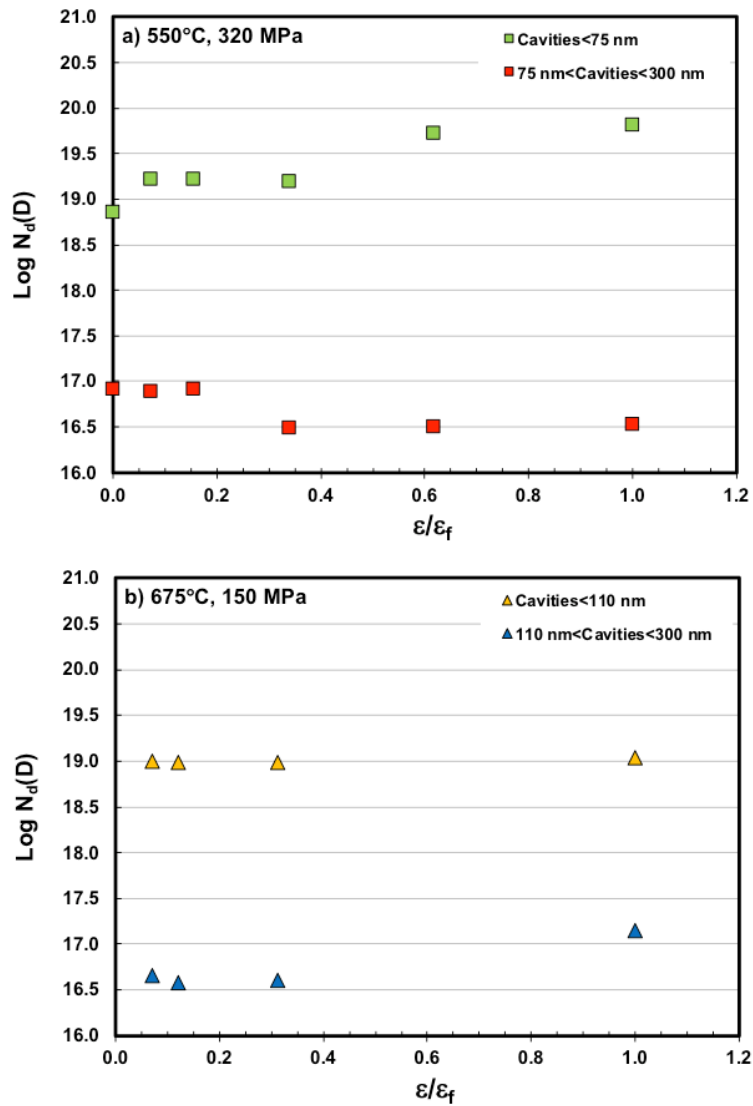 21.0
a) 550°C, 320 MPa
Cavities<75 nm
20.5
75 nm<Cavities<300 nm
20.0
19.5
19.0
18.5
18.0
17.5
17.0
16.5
16.0
Log N_d(D)
0.0 0.2 0.4 0.6 0.8 1.0 1.2
ε/ε_f
21.0
b) 675°C, 150 MPa
Cavities<110 nm
20.5
110 nm<Cavities<300 nm
20.0
19.5
19.0
18.5
18.0
17.5
17.0
16.5
16.0
Log N_d(D)
0.0 0.2 0.4 0.6 0.8 1.0 1.2
ε/ε_f